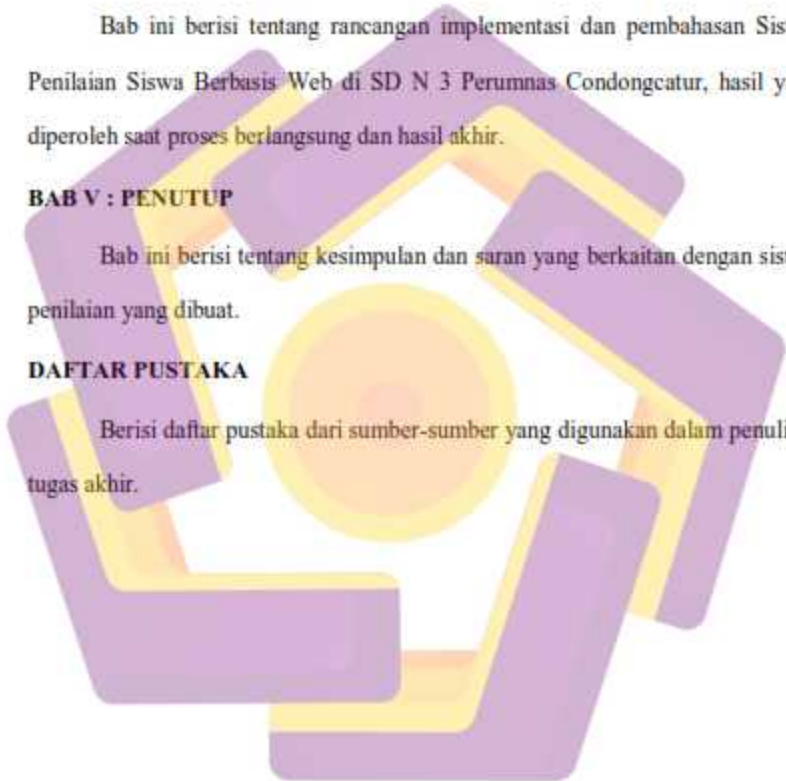 Bab ini berisi tentang rancangan implementasi dan pembahasan Sist
Penilaian Siswa Berbasis Web di SD N 3 Perumnas Condongcatur, hasil y
diperoleh saat proses berlangsung dan hasil akhir.
BAB V : PENUTUP
Bab ini berisi tentang kesimpulan dan saran yang berkaitan dengan sist
penilaian yang dibuat.
DAFTAR PUSTAKA
Berisi daftar pustaka dari sumber-sumber yang digunakan dalam penuli
tugas akhir.